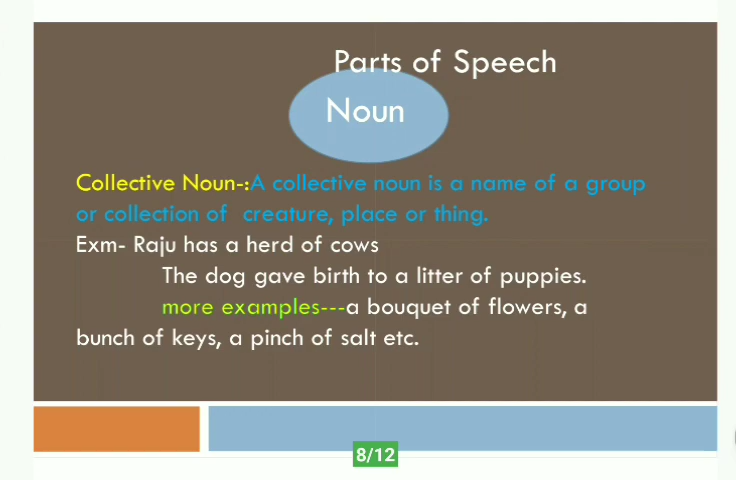 Parts of Speech
Noun
Collective Noun-:A collective noun is a name of a group
or collection of creature, place or thing.
Exm- Raju has a herd of cows
The dog gave birth to a litter of puppies.
more examples---a bouquet of flowers, a
bunch of keys, a pinch of salt etc.
8/12